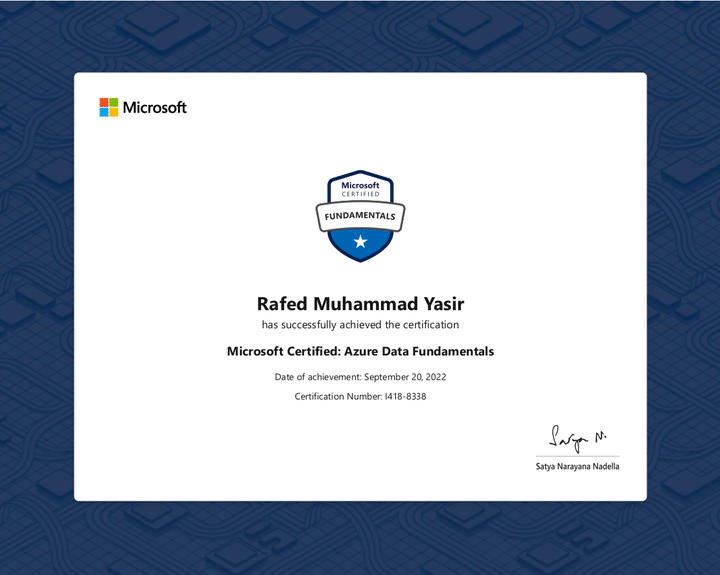 Microsoft
Microsoft
CERTIFIED
FUNDAMENTALS
Rafed Muhammad Yasir
has successfully achieved the certification
Microsoft Certified: Azure Data Fundamentals
Date of achievement: September 20, 2022
Certification Number: I418-8338
Satya N.
Satya Narayana Nadella